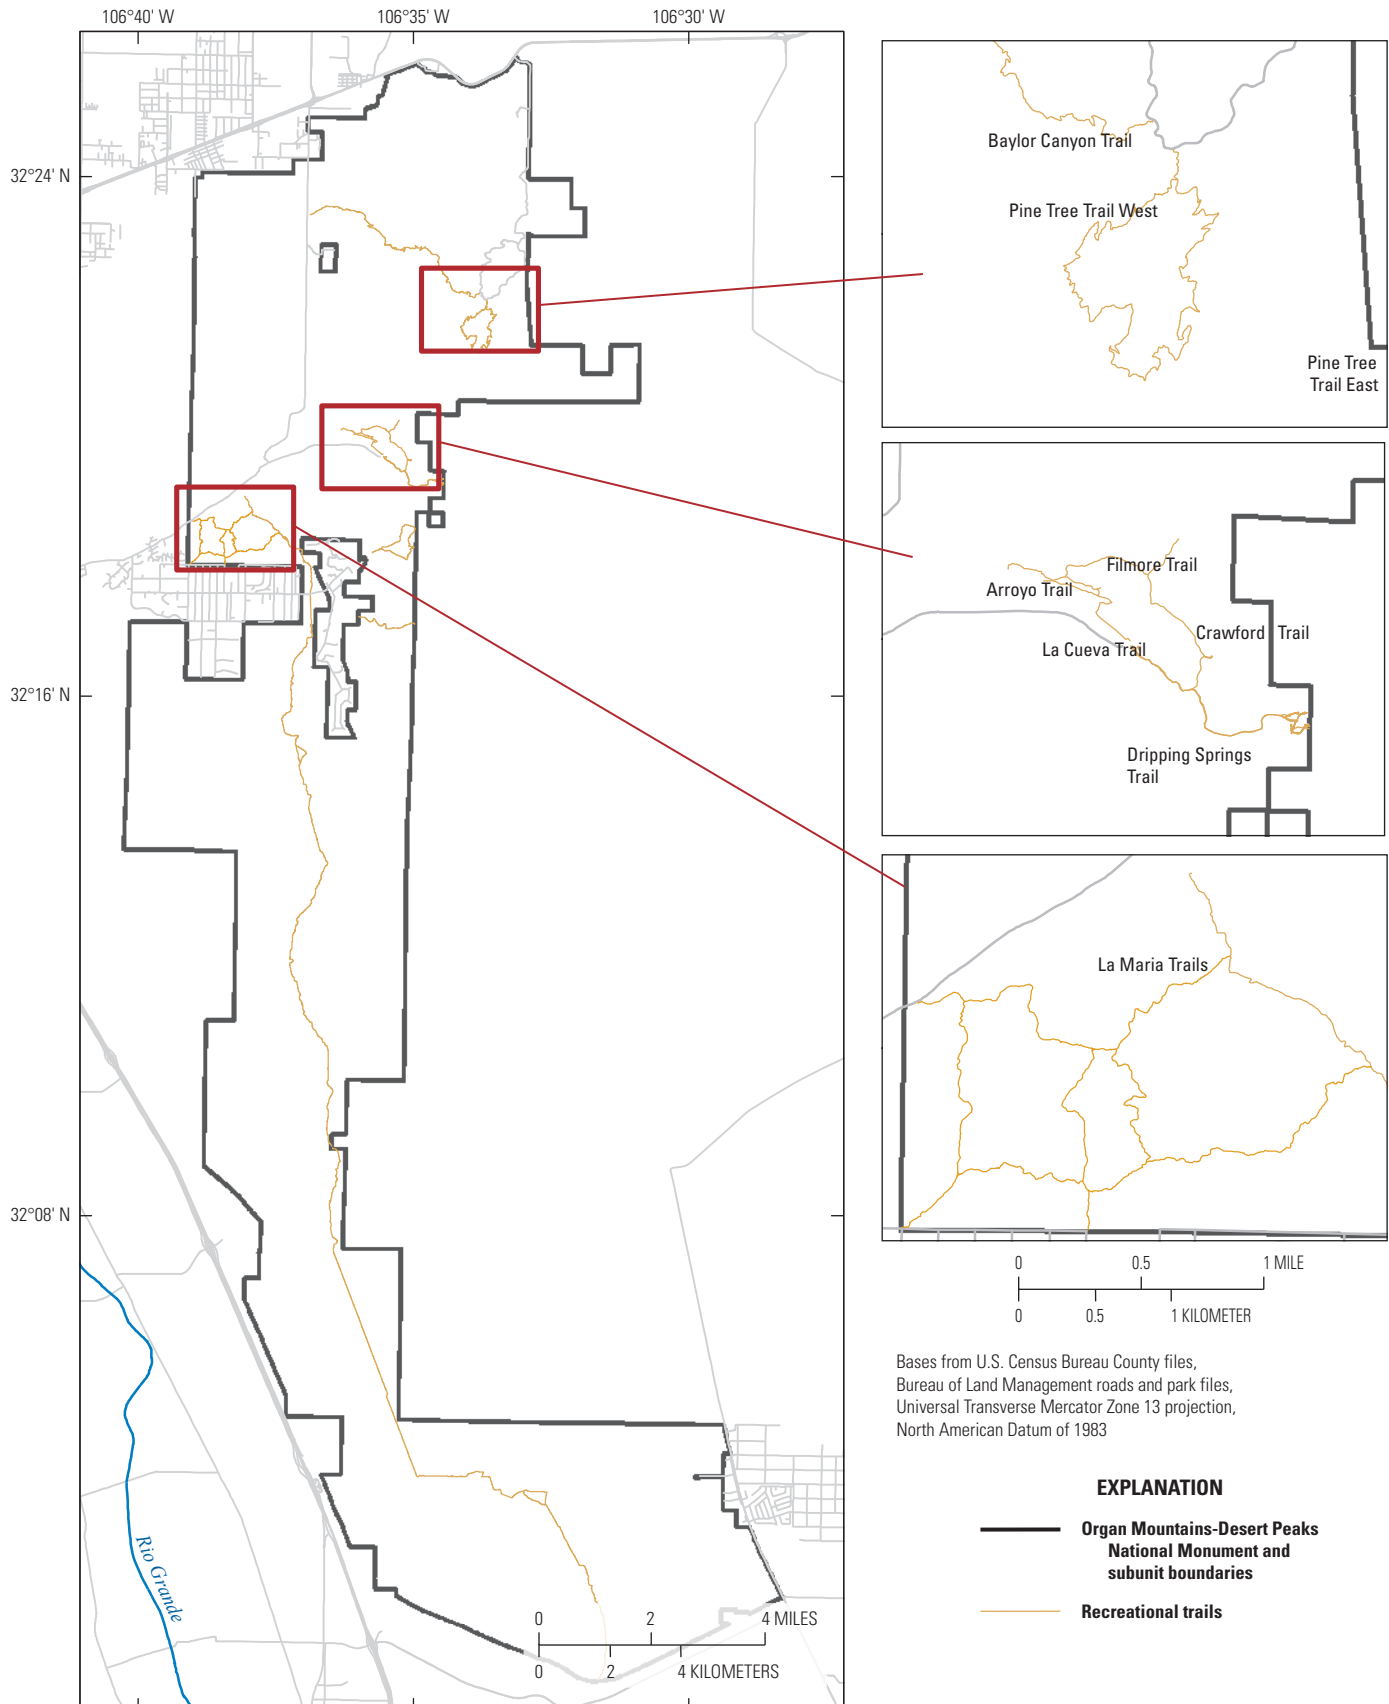 106°40' W
106°35' W
106°30' W
32°24' N
32°16' N
32°08' N
Rio Grande
0 2 4 MILES
0 2 4 KILOMETERS
Baylor Canyon Trail
Pine Tree Trail West
Pine Tree
Trail East
Filmore Trail
Arroyo Trail
Crawford Trail
La Cueva Trail
Dripping Springs
Trail
La Maria Trails
0 0.5 1 MILE
0 0.5 1 KILOMETER
Bases from U.S. Census Bureau County files,
Bureau of Land Management roads and park files,
Universal Transverse Mercator Zone 13 projection,
North American Datum of 1983
EXPLANATION
Organ Mountains-Desert Peaks
National Monument and
subunit boundaries
Recreational trails